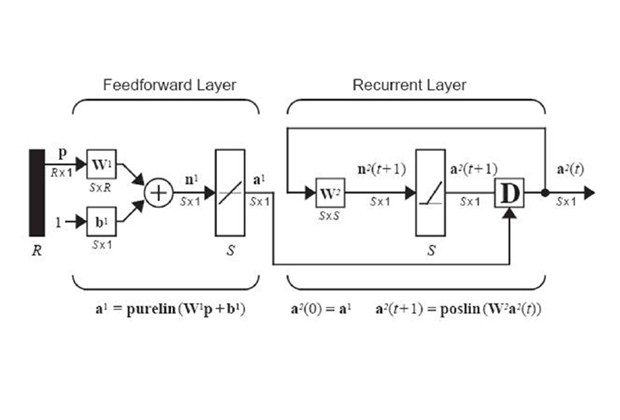 Feedforward Layer
Recurrent Layer
p
R x 1
W¹
S x R
1
b¹
S x 1
R
+
n¹
S x 1
S
a¹
S x 1
W²
S x S
n²(t+1)
S x 1
S
a²(t+1)
S x 1
D
a²(t)
S x 1
a¹ = purelin(W¹p+b¹)
a²(0) = a¹ a²(t+1) = poslin(W²a²(t))